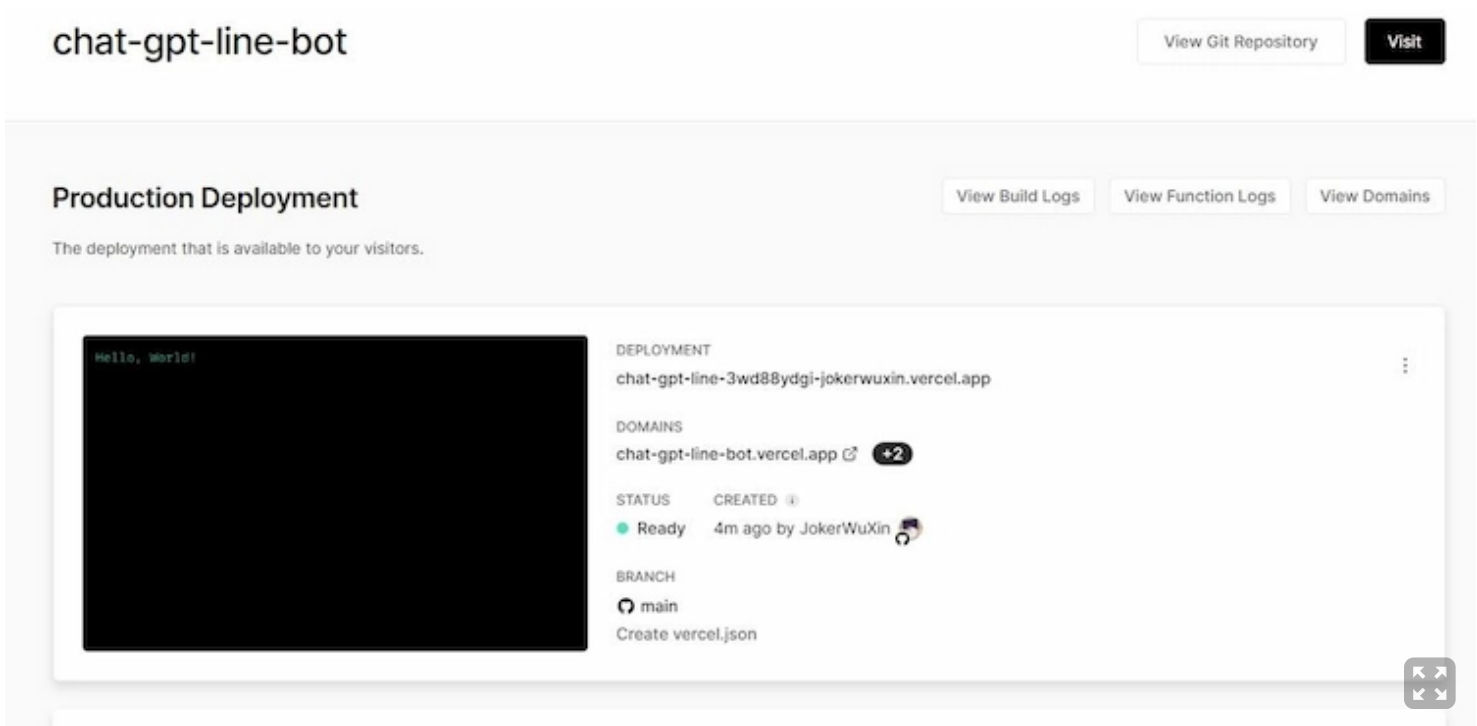 chat-gpt-line-bot
View Git Repository
Visit
Production Deployment
View Build Logs
View Function Logs
View Domains
The deployment that is available to your visitors.
Hello, World!
DEPLOYMENT
chat-gpt-line-3wd88ydgi-jokerwuxin.vercel.app
DOMAINS
chat-gpt-line-bot.vercel.app +2
STATUS CREATED
Ready 4m ago by JokerWuXin
BRANCH
main
Create vercel.json